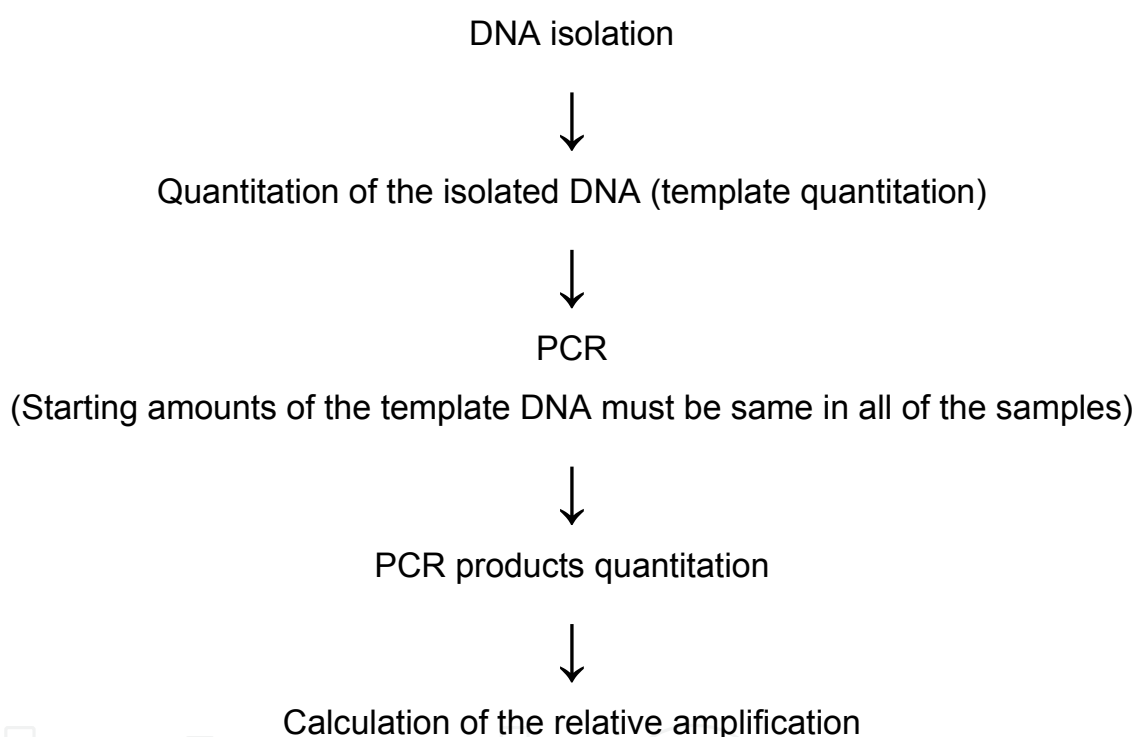 DNA isolation
↓
Quantitation of the isolated DNA (template quantitation)
↓
PCR
(Starting amounts of the template DNA must be same in all of the samples)
↓
PCR products quantitation
↓
Calculation of the relative amplification